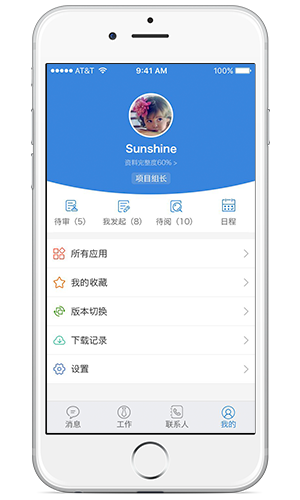 AT&T 9:41 AM 100%
Sunshine
资料完整度60% >
项目组长
待审（5） 我发起（8） 待阅（10） 日程
所有应用
我的收藏
版本切换
下载记录
设置
消息 工作 联系人 我的